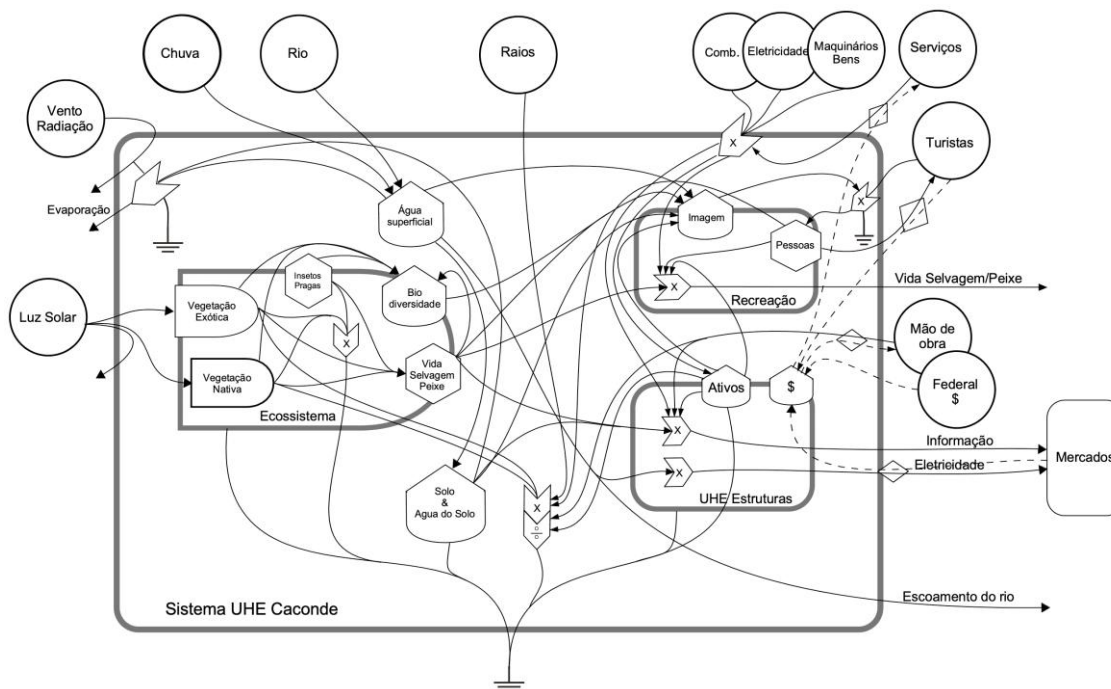 Chuva
Rio
Raios
Comb.
Eletricidade
Maquinários
Bens
Serviços
Vento
Radiação
Turistas
Evaporação
X
X
Água
superficial
Imagem
Pessoas
Insetos
Pragas
Bio
diversidade
X
Recreação
Vida Selvagem/Peixe
Luz Solar
Vegetação
Exótica
X
Mão de
obra
Vegetação
Nativa
Vida
Selvagem
Peixe
Ativos
$
Federal
$
Ecossistema
X
Informação
Mercados
Eletricidade
X
Solo
&
Agua do Solo
X
UHE Estruturas
Sistema UHE Caconde
Escoamento do rio